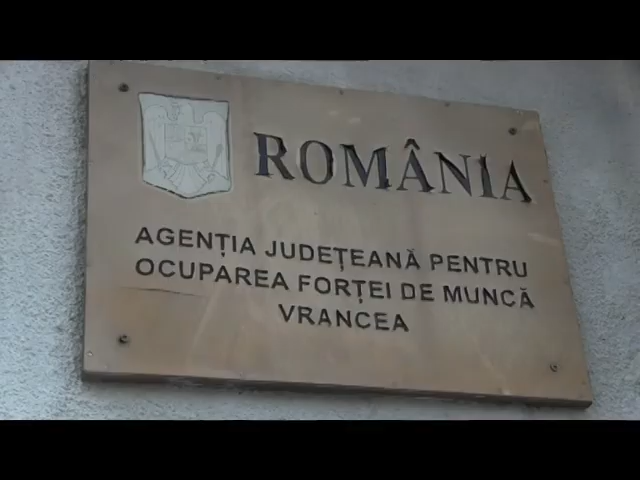 ROMÂNIA
AGENȚIA JUDEȚEANĂ PENTRU
OCUPAREA FORȚEI DE MUNCĂ
VRANCEA